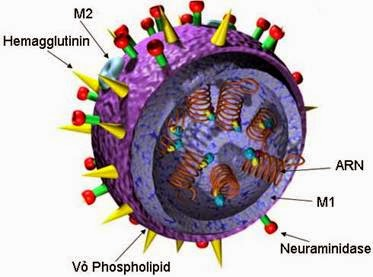 M2
Hemagglutinin
ARN
M1
Neuraminidase
Vỏ Phospholipid